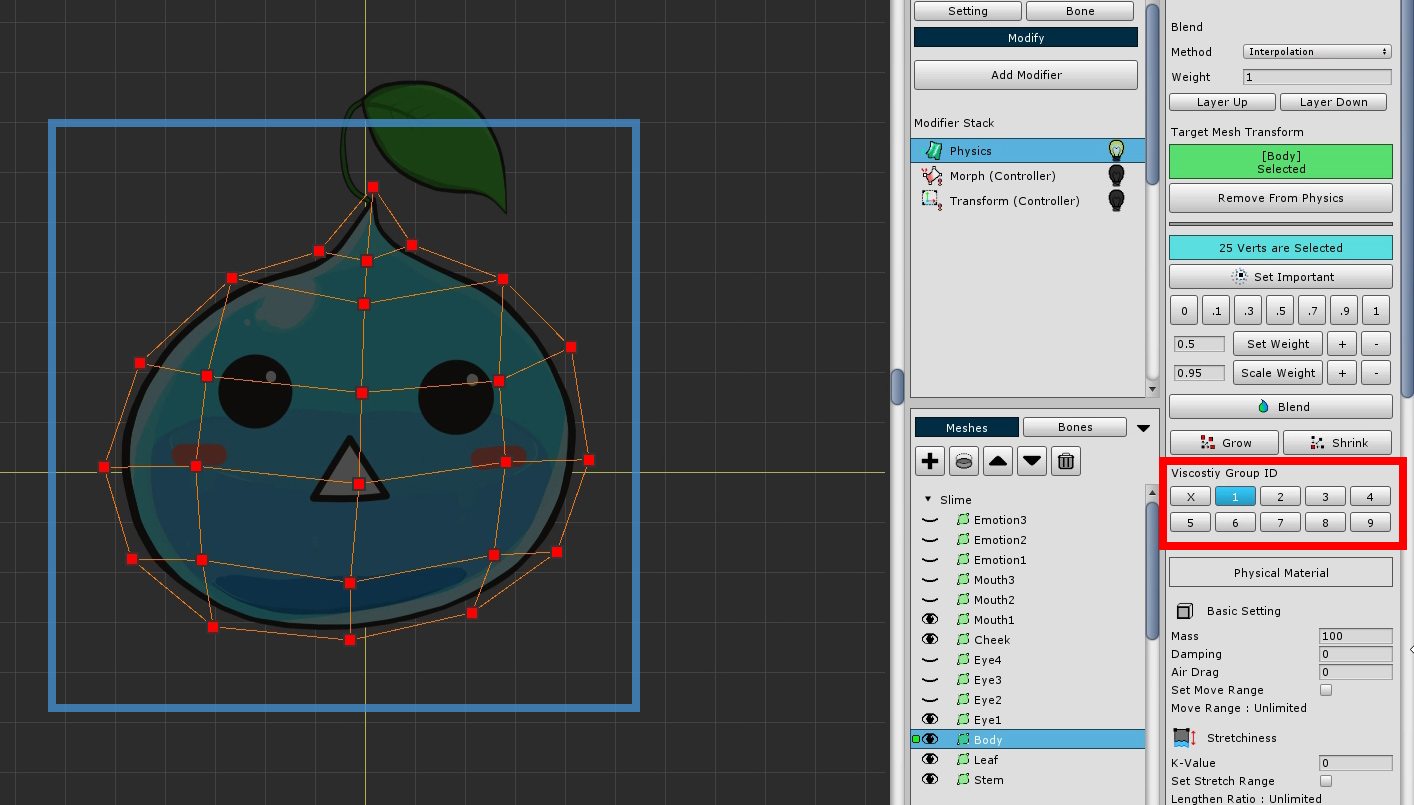 Setting Bone
Modify
Add Modifier
Modifier Stack
Physics
Morph (Controller)
Transform (Controller)
Meshes Bones
Slime
Emotion3
Emotion2
Emotion1
Mouth3
Mouth2
Mouth1
Cheek
Eye4
Eye3
Eye2
Eye1
Body
Leaf
Stem
Blend
Method Interpolation
Weight 1
Layer Up Layer Down
Target Mesh Transform
[Body]
Selected
Remove From Physics
25 Verts are Selected
Set Important
0 .1 .3 .5 .7 .9 1
0.5 Set Weight + -
0.95 Scale Weight + -
Blend
Grow Shrink
Viscostiy Group ID
X 1 2 3 4
5 6 7 8 9
Physical Material
Basic Setting
Mass 100
Damping 0
Air Drag 0
Set Move Range
Move Range : Unlimited
Stretchiness
K-Value 0
Set Stretch Range
Lengthen Ratio : Unlimited